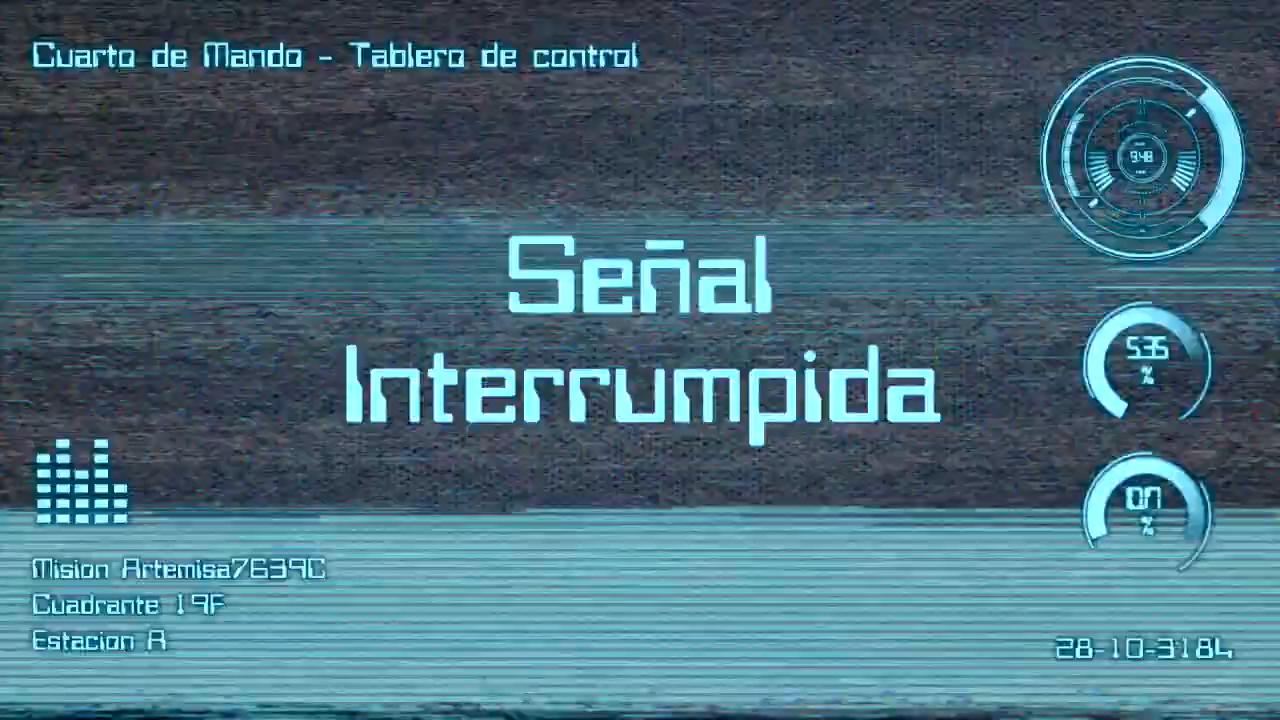 Cuarto de Mando - Tablero de control
Señal
Interrumpida
9.48
5.35
%
%
Mision Artemisa7639C
Cuadrante 19F
Estacion A
28-10-3184